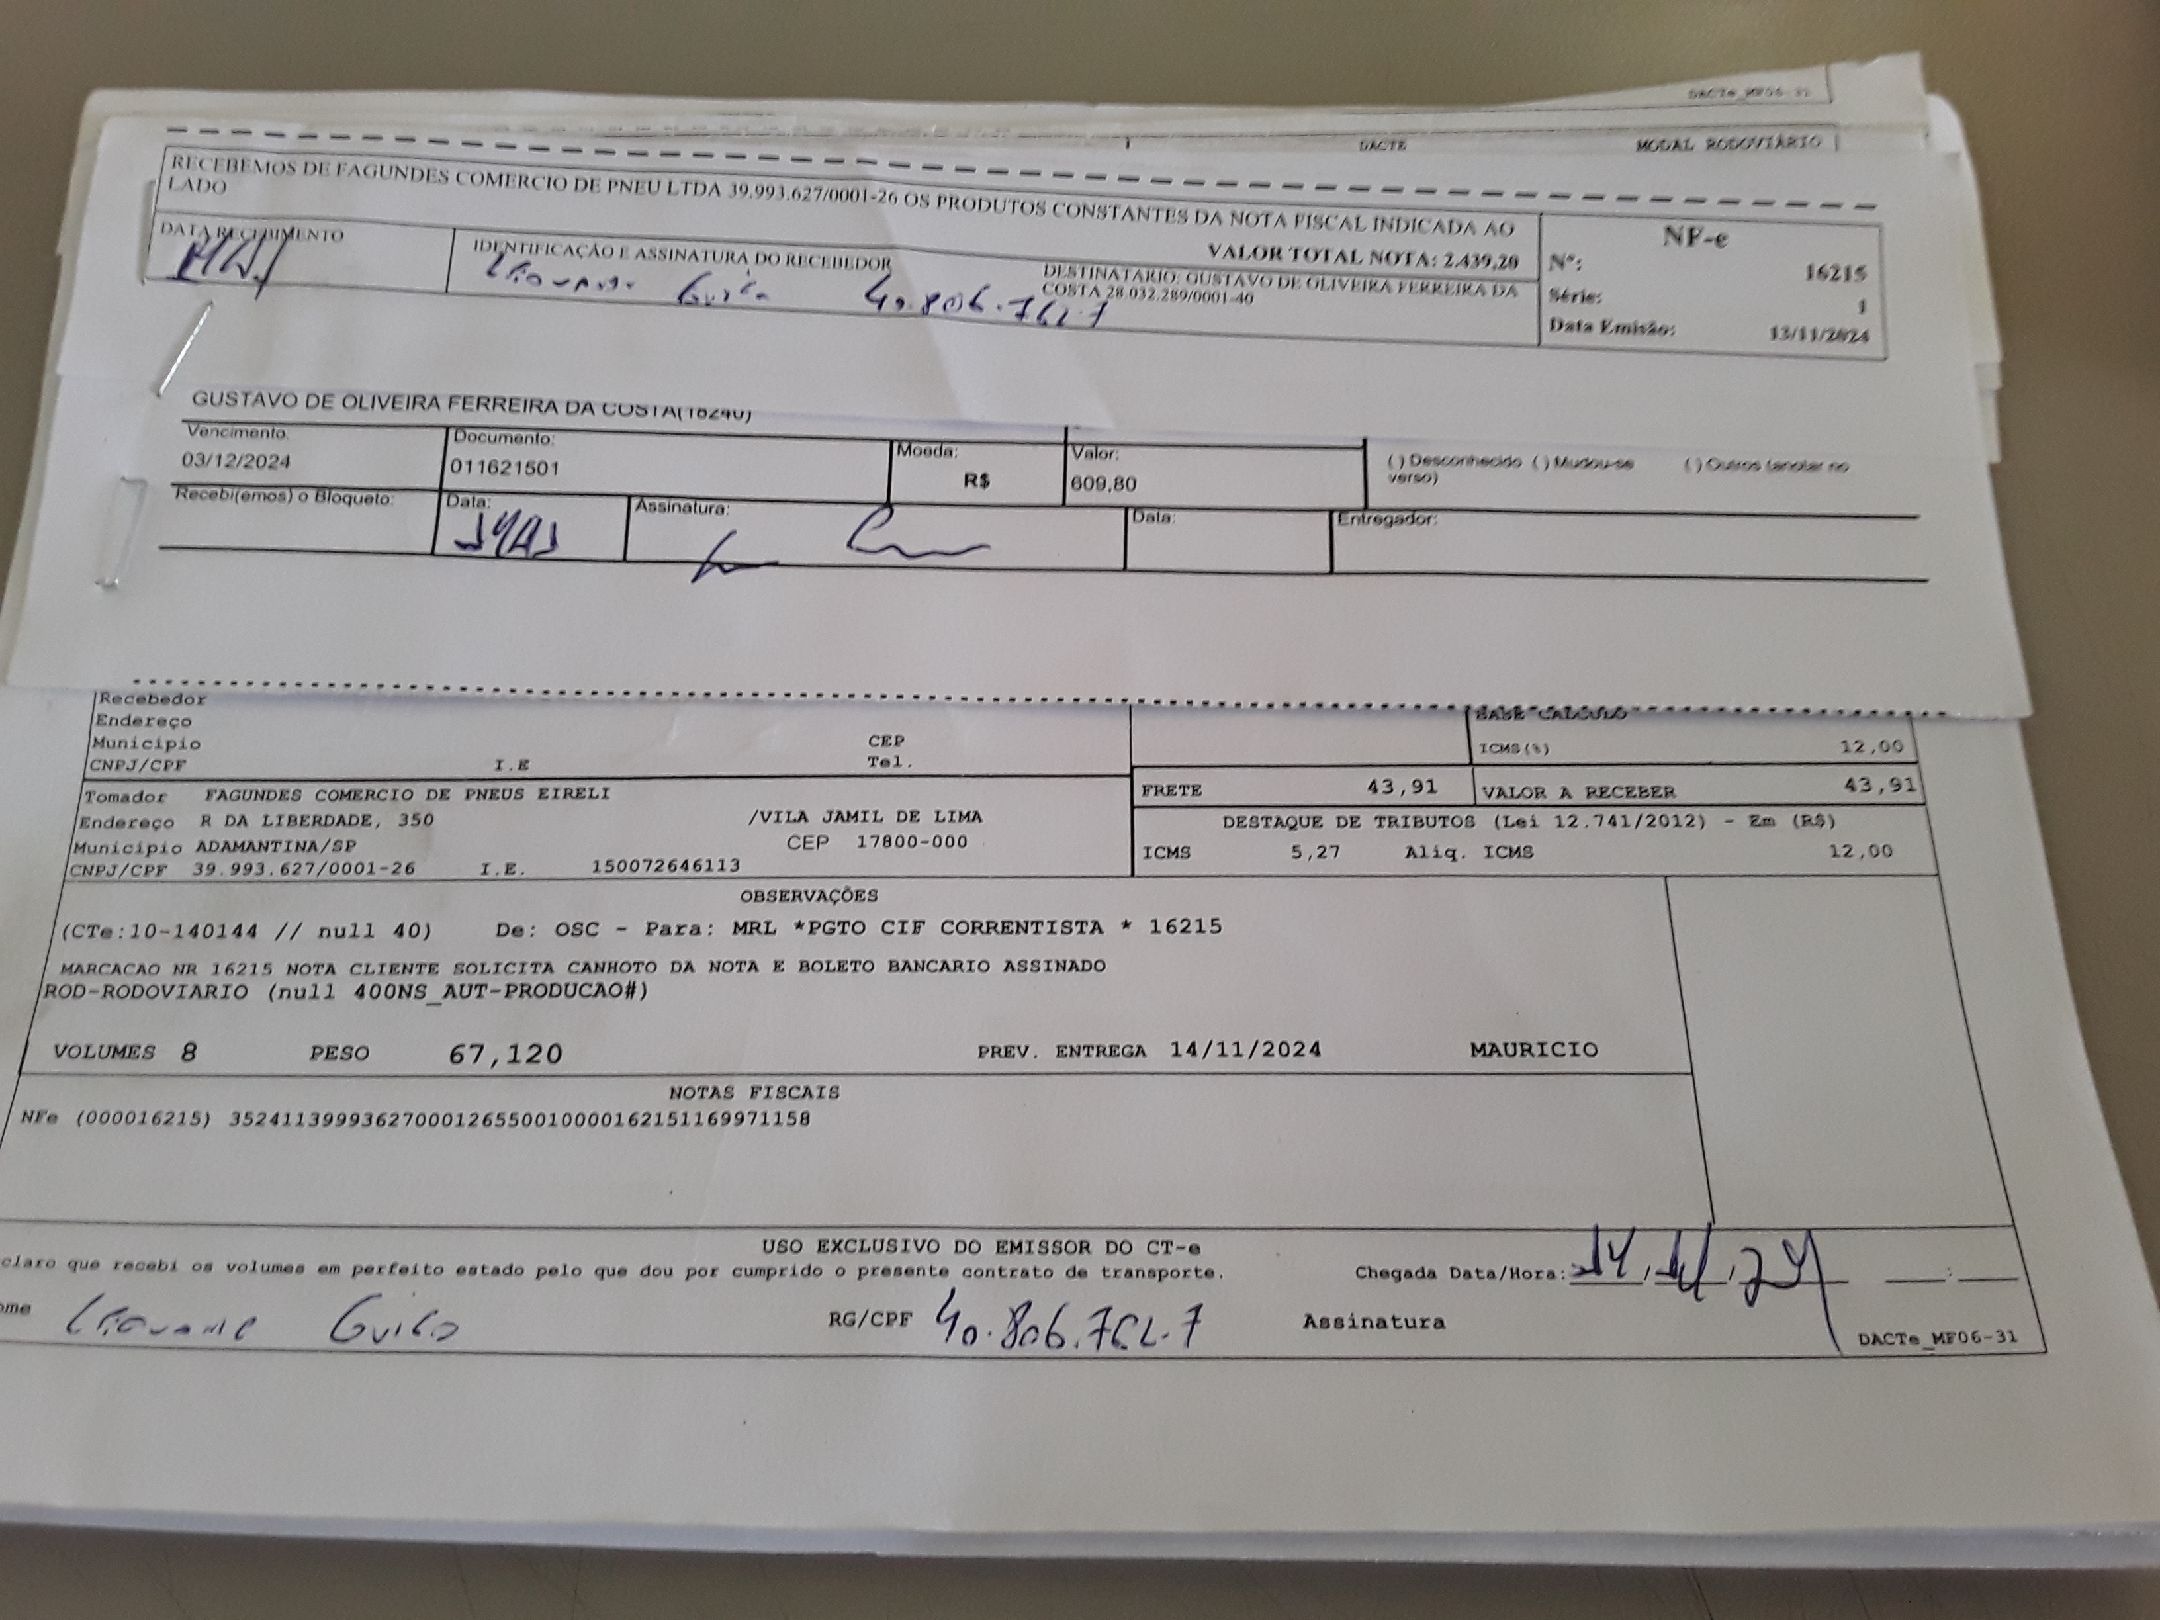 DACTe_MF06-31
DACTE MODAL RODOVIÁRIO
RECEBEMOS DE FAGUNDES COMERCIO DE PNEU LTDA 39.993.627/0001-26 OS PRODUTOS CONSTANTES DA NOTA FISCAL INDICADA AO
LADO
VALOR TOTAL NOTA: 2.439,20
DATA RECEBIMENTO
IDENTIFICAÇÃO E ASSINATURA DO RECEBEDOR
DESTINATÁRIO: GUSTAVO DE OLIVEIRA FERREIRA DA
COSTA 28.032.289/0001-40
40.806.762-7
NF-e
Nº: 16215
Série: 1
Data Emissão: 13/11/2024
GUSTAVO DE OLIVEIRA FERREIRA DA COSTA(16240)
Vencimento: Documento: Moeda: Valor:
03/12/2024 011621501 R$ 609,80
( ) Desconhecido ( ) Mudou-se ( ) Outros (anotar no
verso)
Recebi(emos) o Bloqueto: Data: Assinatura: Data: Entregador:
Recebedor
Endereço
Municipio CEP
CNPJ/CPF I.E Tel.
BASE CALCULO
ICMS(%) 12,00
FRETE 43,91 VALOR A RECEBER 43,91
Tomador FAGUNDES COMERCIO DE PNEUS EIRELI
Endereço R DA LIBERDADE, 350 /VILA JAMIL DE LIMA
Municipio ADAMANTINA/SP CEP 17800-000
CNPJ/CPF 39.993.627/0001-26 I.E. 150072646113
DESTAQUE DE TRIBUTOS (Lei 12.741/2012) - Em (R$)
ICMS 5,27 Aliq. ICMS 12,00
OBSERVAÇÕES
(CTe:10-140144 // null 40) De: OSC - Para: MRL *PGTO CIF CORRENTISTA * 16215
MARCACAO NR 16215 NOTA CLIENTE SOLICITA CANHOTO DA NOTA E BOLETO BANCARIO ASSINADO
ROD-RODOVIARIO (null 400NS_AUT-PRODUCAO#)
VOLUMES 8 PESO 67,120 PREV. ENTREGA 14/11/2024 MAURICIO
NOTAS FISCAIS
NFe (000016215) 35241139993627000126550010000162151169971158
USO EXCLUSIVO DO EMISSOR DO CT-e
claro que recebi os volumes em perfeito estado pelo que dou por cumprido o presente contrato de transporte.
Chegada Data/Hora: 14/11/24 __:__
ome RG/CPF 40.806.762-7 Assinatura
DACTe_MF06-31